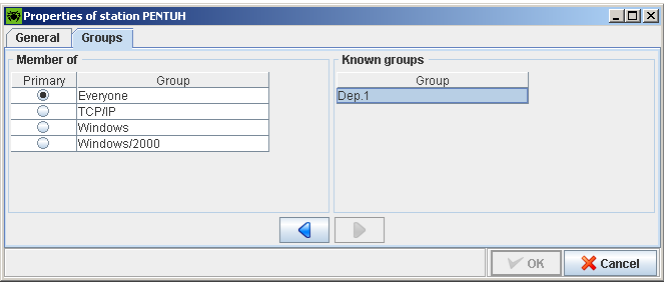 Properties of station PENTUH
General Groups
Member of
Primary Group
Everyone
TCP/IP
Windows
Windows/2000
Known groups
Group
Dep.1
OK Cancel